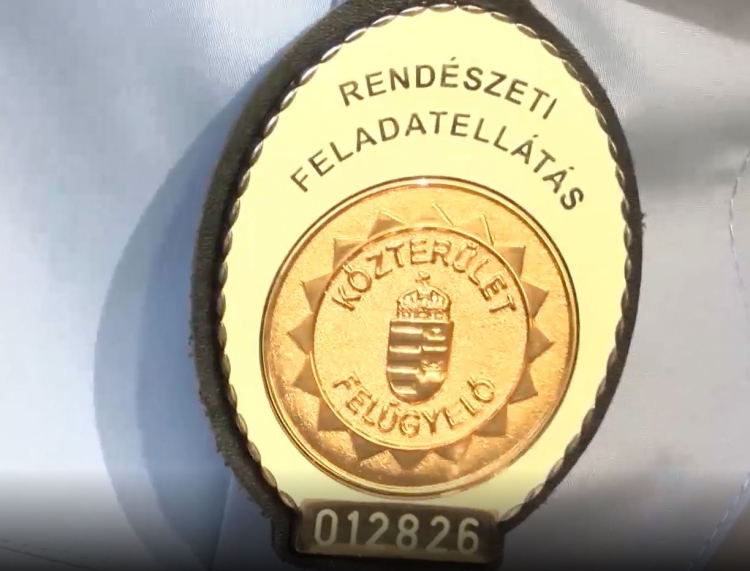 RENDÉSZETI
FELADATELLÁTÁS
KÖZTERÜLET
FELÜGYELŐ
012826